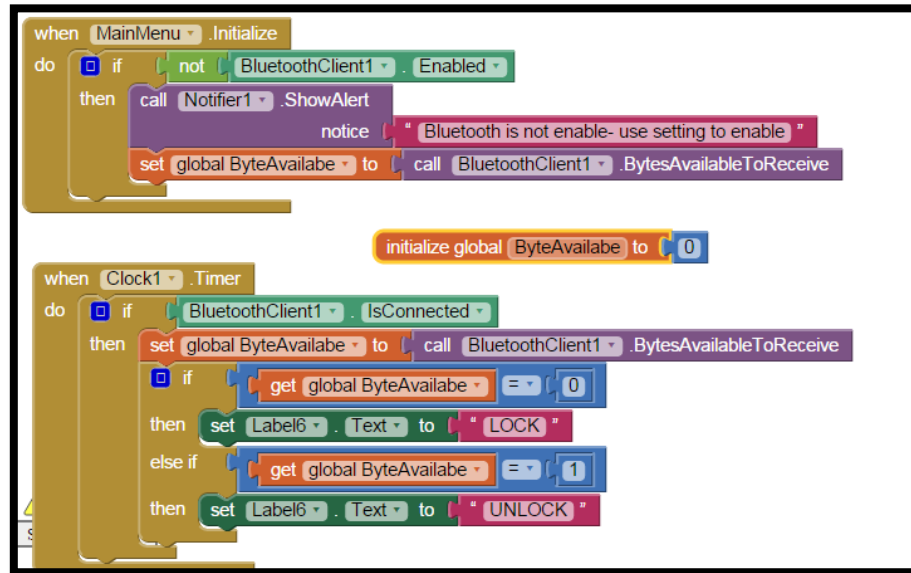 when MainMenu .Initialize
do if not BluetoothClient1 . Enabled
then call Notifier1 .ShowAlert
notice " Bluetooth is not enable- use setting to enable "
set global ByteAvailabe to call BluetoothClient1 .BytesAvailableToReceive
initialize global ByteAvailabe to 0
when Clock1 .Timer
do if BluetoothClient1 . IsConnected
then set global ByteAvailabe to call BluetoothClient1 .BytesAvailableToReceive
if get global ByteAvailabe = 0
then set Label6 . Text to " LOCK "
else if get global ByteAvailabe = 1
then set Label6 . Text to " UNLOCK "